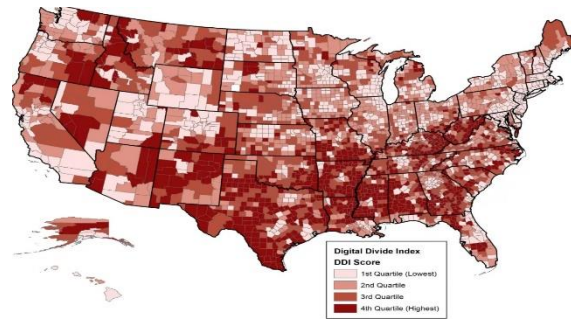 Digital Divide Index
DDI Score
1st Quartile (Lowest)
2nd Quartile
3rd Quartile
4th Quartile (Highest)